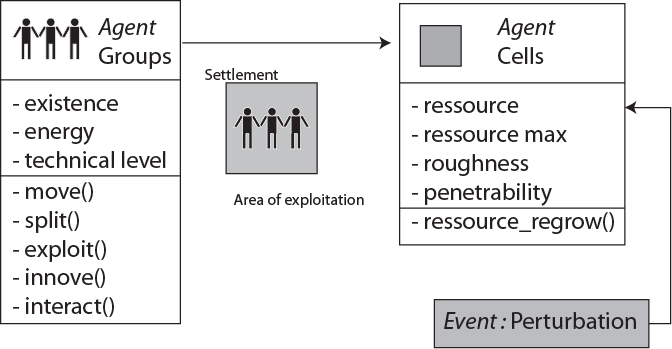 Agent
Groups
- existence
- energy
- technical level
- move()
- split()
- exploit()
- innove()
- interact()
Settlement
Area of exploitation
Agent
Cells
- ressource
- ressource max
- roughness
- penetrability
- ressource_regrow()
Event : Perturbation